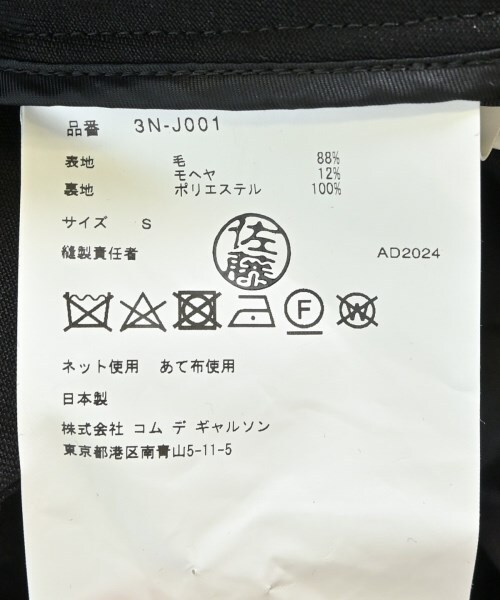 品番 3N-J001
表地 毛 88%
モヘヤ 12%
裏地 ポリエステル 100%
サイズ S
佐藤
縫製責任者 AD2024
F W
ネット使用 あて布使用
日本製
株式会社 コム デ ギャルソン
東京都港区南青山5-11-5